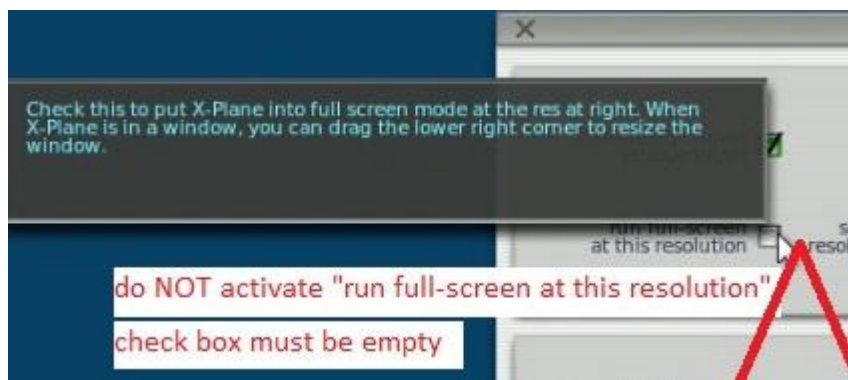 Check this to put X-Plane into full screen mode at the res at right. When
X-Plane is in a window, you can drag the lower right corner to resize the
window.
run full-screen
at this resolution
do NOT activate "run full-screen at this resolution"
check box must be empty